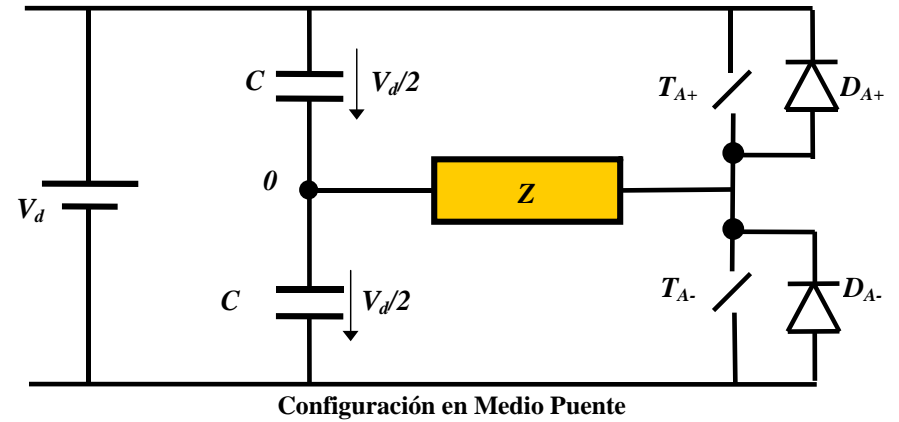 C
V_d/2
T_A+
D_A+
0
Z
V_d
C
V_d/2
T_A-
D_A-
Configuración en Medio Puente